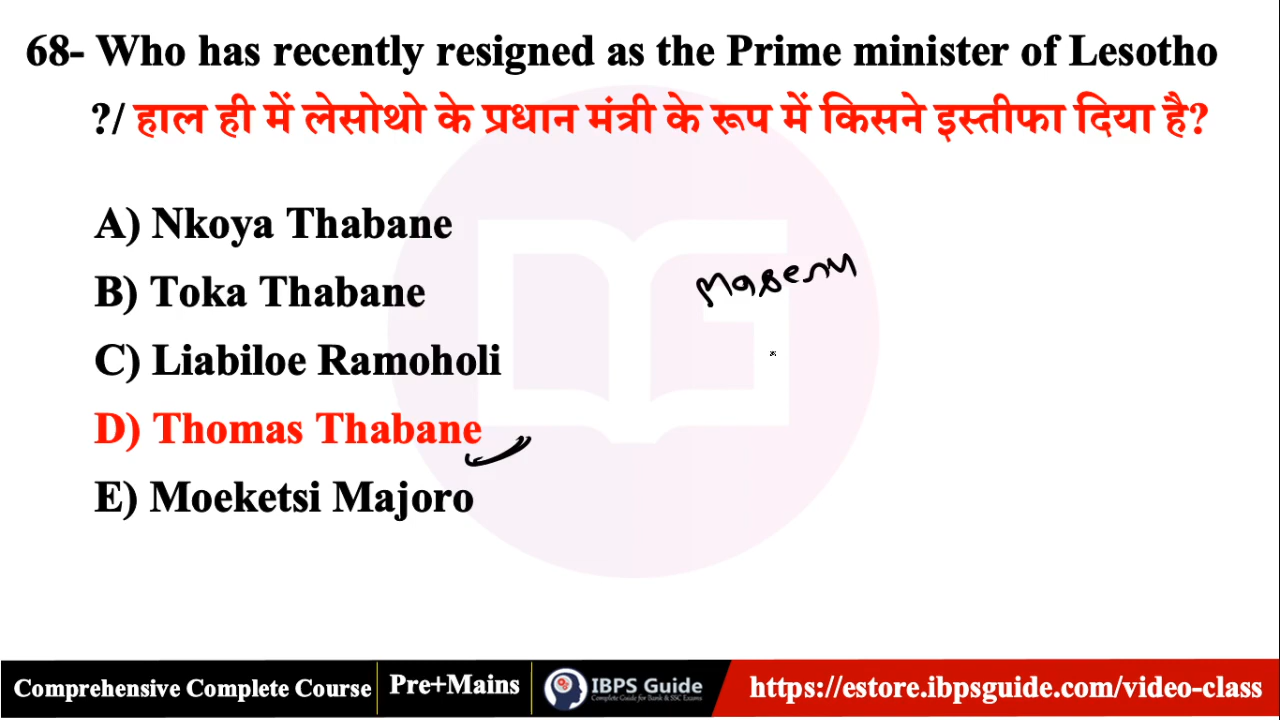 68- Who has recently resigned as the Prime minister of Lesotho
?/ हाल ही में लेसोथो के प्रधान मंत्री के रूप में किसने इस्तीफा दिया है?
A) Nkoya Thabane
B) Toka Thabane
C) Liabiloe Ramoholi
D) Thomas Thabane
E) Moeketsi Majoro
Comprehensive Complete Course
Pre+Mains
IBPS Guide
Complete Guide for Bank & SSC Exams
https://estore.ibpsguide.com/video-class